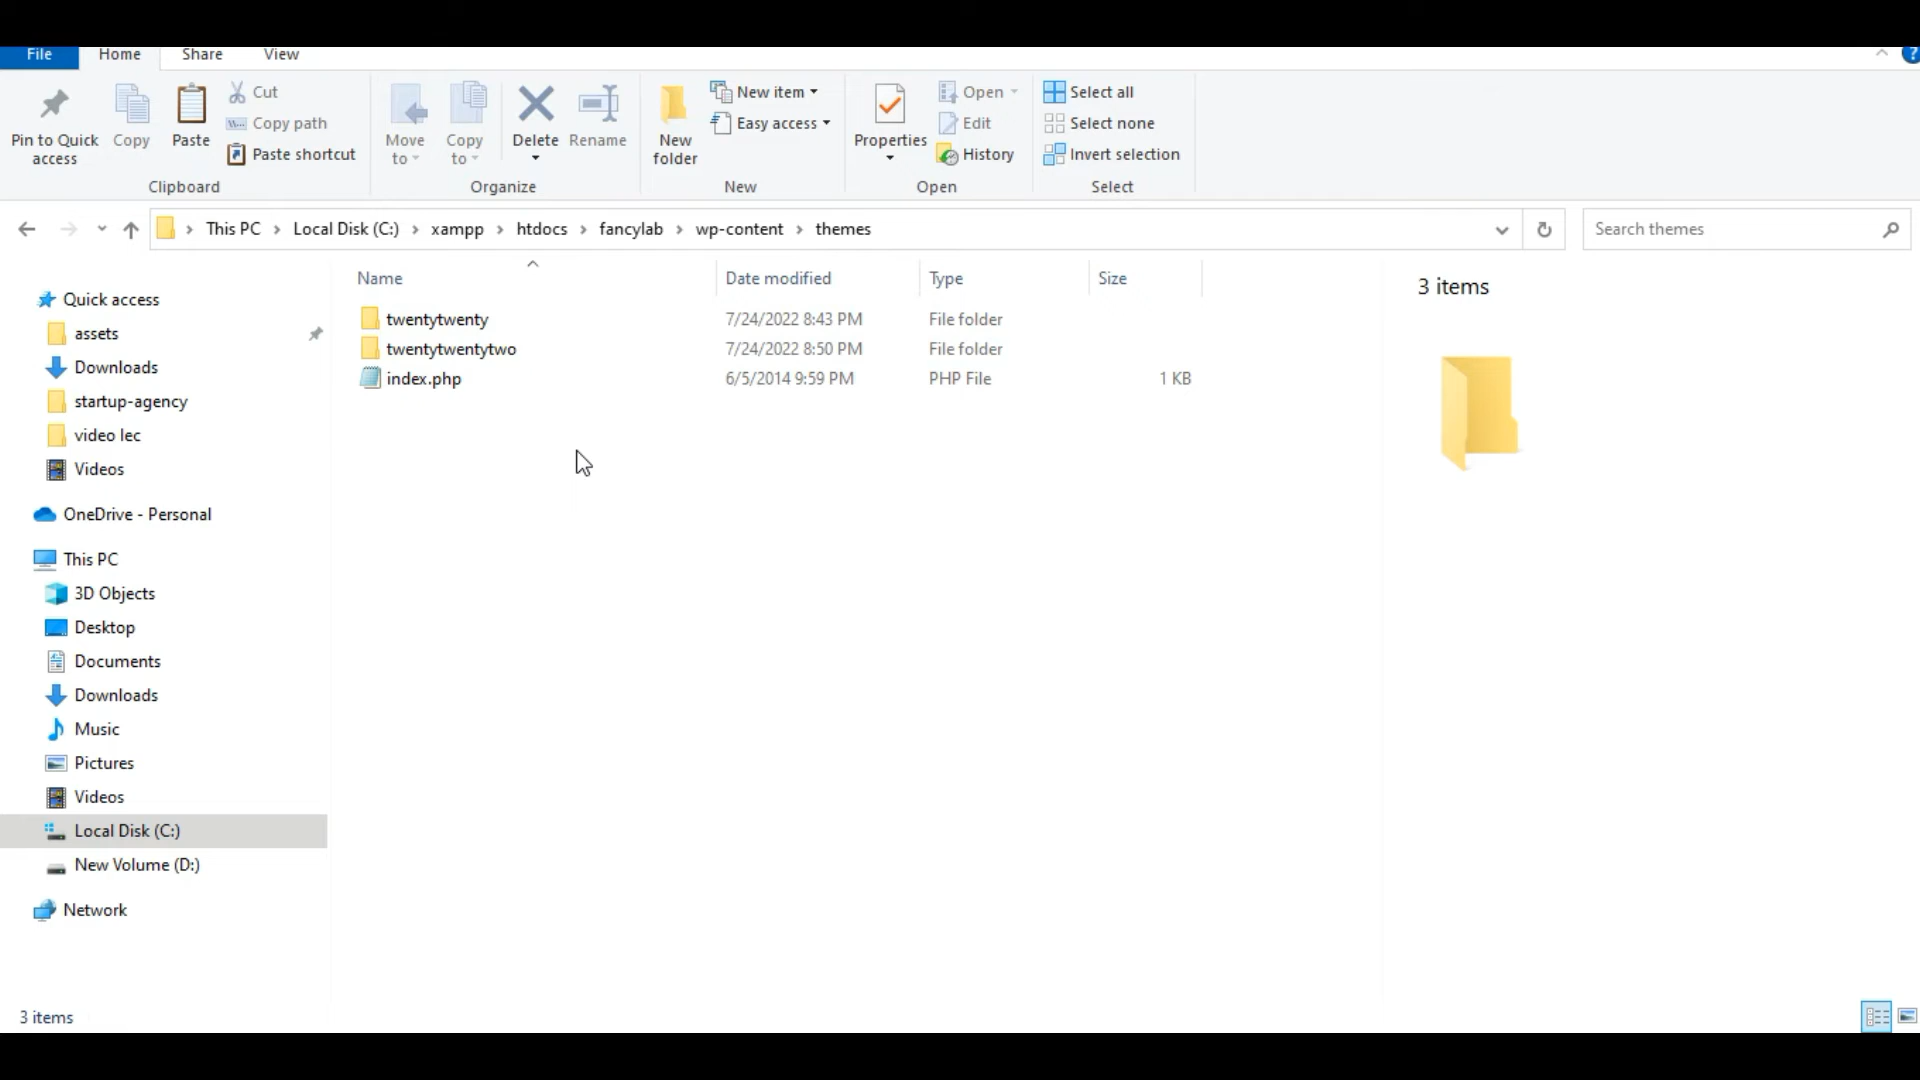 File Home Share View
Pin to Quick access
Copy
Paste
Cut
Copy path
Paste shortcut
Clipboard
Move to
Copy to
Delete
Rename
Organize
New folder
New item
Easy access
New
Properties
Open
Edit
History
Open
Select all
Select none
Invert selection
Select
This PC > Local Disk (C:) > xampp > htdocs > fancylab > wp-content > themes
Search themes
Name Date modified Type Size
twentytwenty 7/24/2022 8:43 PM File folder
twentytwentytwo 7/24/2022 8:50 PM File folder
index.php 6/5/2014 9:59 PM PHP File 1 KB
3 items
Quick access
assets
Downloads
startup-agency
video lec
Videos
OneDrive - Personal
This PC
3D Objects
Desktop
Documents
Downloads
Music
Pictures
Videos
Local Disk (C:)
New Volume (D:)
Network
3 items